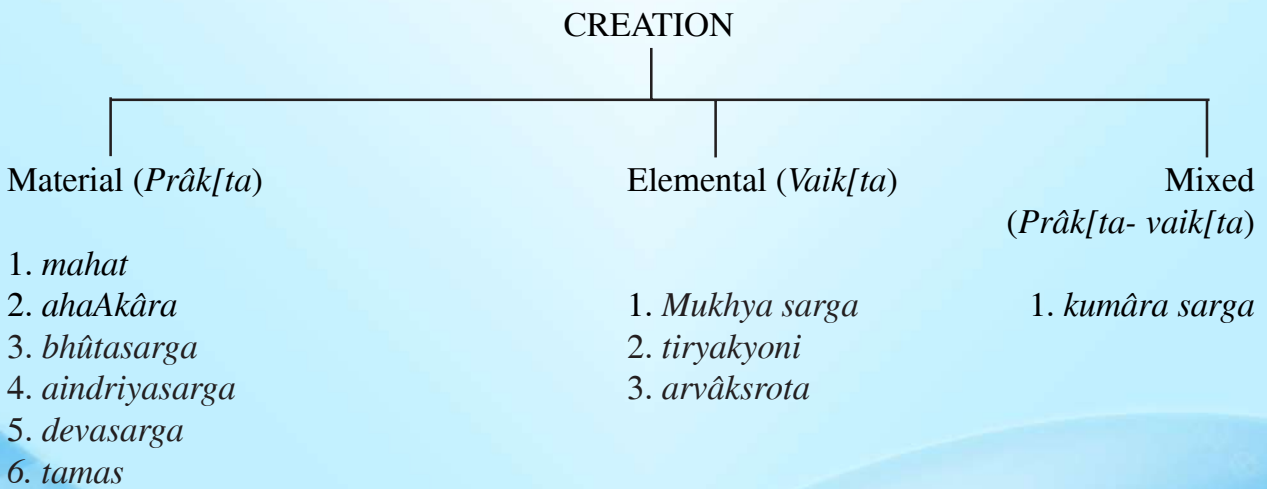 CREATION
Material (Prâk[ta)
1. mahat
2. ahaAkâra
3. bhûtasarga
4. aindriyasarga
5. devasarga
6. tamas
Elemental (Vaik[ta)
1. Mukhya sarga
2. tiryakyoni
3. arvâksrota
Mixed
(Prâk[ta- vaik[ta)
1. kumâra sarga